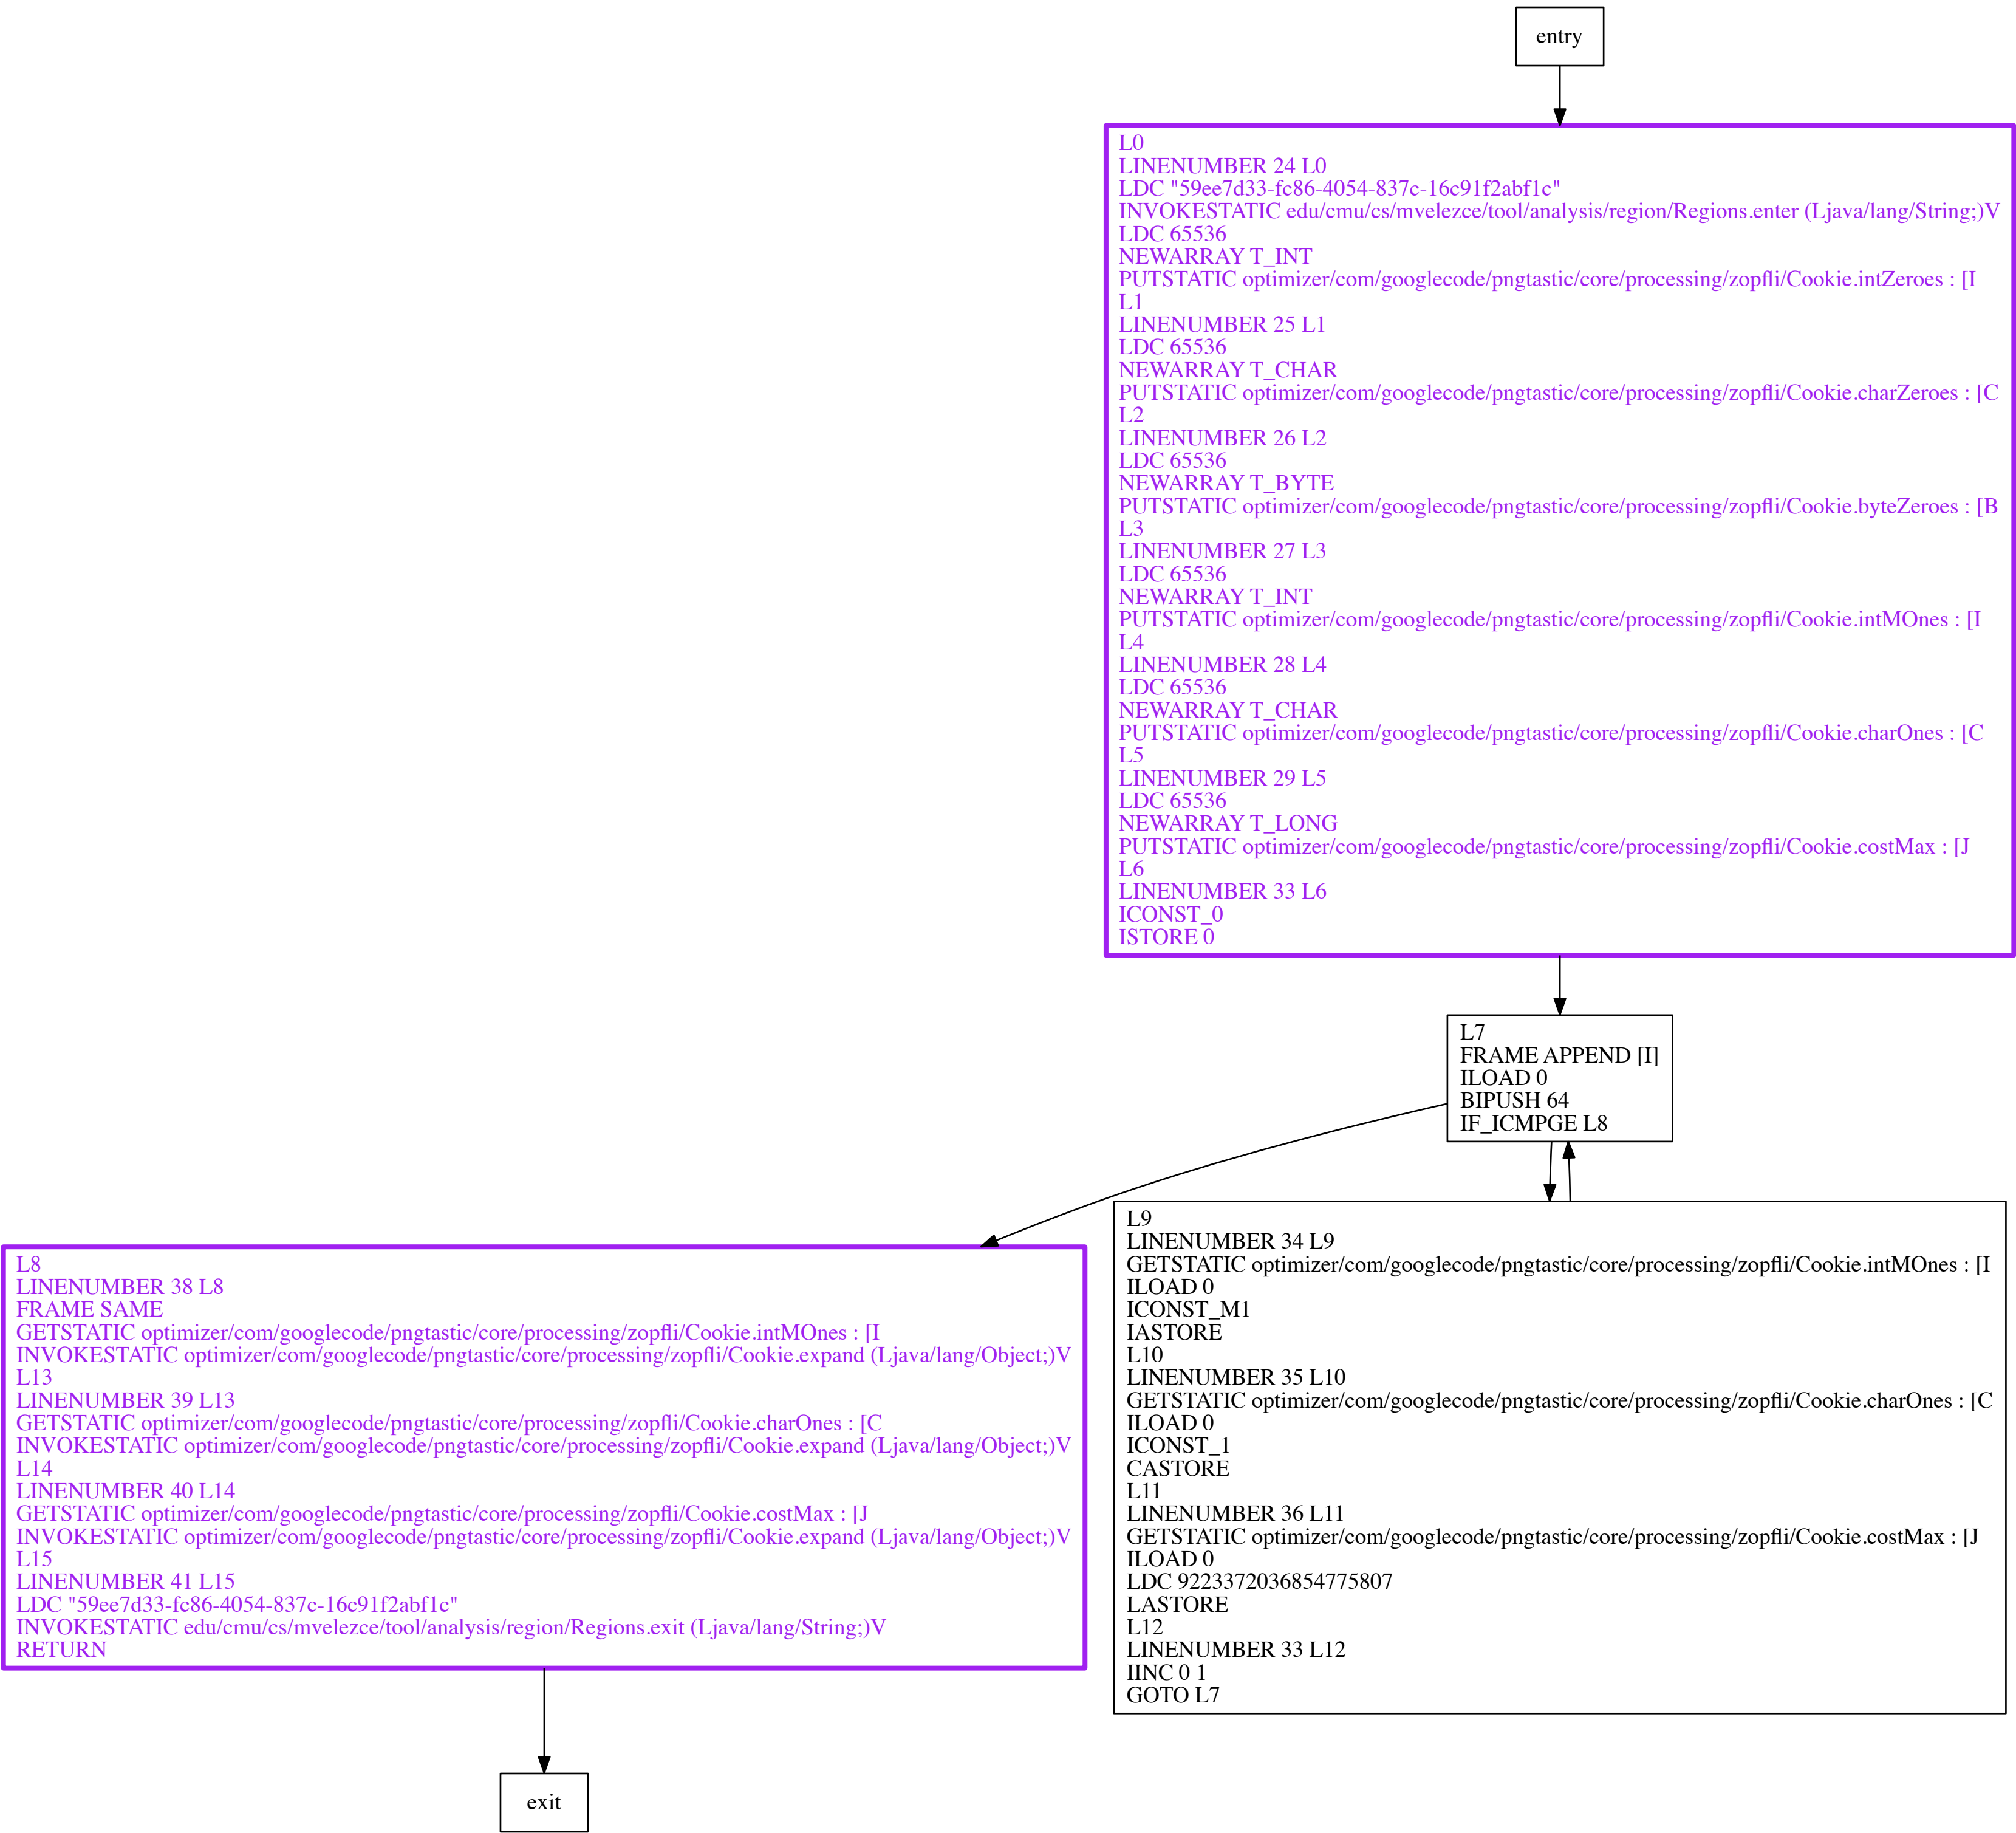 entry
L0
LINENUMBER 24 L0
LDC "59ee7d33-fc86-4054-837c-16c91f2abf1c"
INVOKESTATIC edu/cmu/cs/mvelezce/tool/analysis/region/Regions.enter (Ljava/lang/String;)V
LDC 65536
NEWARRAY T_INT
PUTSTATIC optimizer/com/googlecode/pngtastic/core/processing/zopfli/Cookie.intZeroes : [I
L1
LINENUMBER 25 L1
LDC 65536
NEWARRAY T_CHAR
PUTSTATIC optimizer/com/googlecode/pngtastic/core/processing/zopfli/Cookie.charZeroes : [C
L2
LINENUMBER 26 L2
LDC 65536
NEWARRAY T_BYTE
PUTSTATIC optimizer/com/googlecode/pngtastic/core/processing/zopfli/Cookie.byteZeroes : [B
L3
LINENUMBER 27 L3
LDC 65536
NEWARRAY T_INT
PUTSTATIC optimizer/com/googlecode/pngtastic/core/processing/zopfli/Cookie.intMOnes : [I
L4
LINENUMBER 28 L4
LDC 65536
NEWARRAY T_CHAR
PUTSTATIC optimizer/com/googlecode/pngtastic/core/processing/zopfli/Cookie.charOnes : [C
L5
LINENUMBER 29 L5
LDC 65536
NEWARRAY T_LONG
PUTSTATIC optimizer/com/googlecode/pngtastic/core/processing/zopfli/Cookie.costMax : [J
L6
LINENUMBER 33 L6
ICONST_0
ISTORE 0
L7
FRAME APPEND [I]
ILOAD 0
BIPUSH 64
IF_ICMPGE L8
L8
LINENUMBER 38 L8
FRAME SAME
GETSTATIC optimizer/com/googlecode/pngtastic/core/processing/zopfli/Cookie.intMOnes : [I
INVOKESTATIC optimizer/com/googlecode/pngtastic/core/processing/zopfli/Cookie.expand (Ljava/lang/Object;)V
L13
LINENUMBER 39 L13
GETSTATIC optimizer/com/googlecode/pngtastic/core/processing/zopfli/Cookie.charOnes : [C
INVOKESTATIC optimizer/com/googlecode/pngtastic/core/processing/zopfli/Cookie.expand (Ljava/lang/Object;)V
L14
LINENUMBER 40 L14
GETSTATIC optimizer/com/googlecode/pngtastic/core/processing/zopfli/Cookie.costMax : [J
INVOKESTATIC optimizer/com/googlecode/pngtastic/core/processing/zopfli/Cookie.expand (Ljava/lang/Object;)V
L15
LINENUMBER 41 L15
LDC "59ee7d33-fc86-4054-837c-16c91f2abf1c"
INVOKESTATIC edu/cmu/cs/mvelezce/tool/analysis/region/Regions.exit (Ljava/lang/String;)V
RETURN
L9
LINENUMBER 34 L9
GETSTATIC optimizer/com/googlecode/pngtastic/core/processing/zopfli/Cookie.intMOnes : [I
ILOAD 0
ICONST_M1
IASTORE
L10
LINENUMBER 35 L10
GETSTATIC optimizer/com/googlecode/pngtastic/core/processing/zopfli/Cookie.charOnes : [C
ILOAD 0
ICONST_1
CASTORE
L11
LINENUMBER 36 L11
GETSTATIC optimizer/com/googlecode/pngtastic/core/processing/zopfli/Cookie.costMax : [J
ILOAD 0
LDC 9223372036854775807
LASTORE
L12
LINENUMBER 33 L12
IINC 0 1
GOTO L7
exit